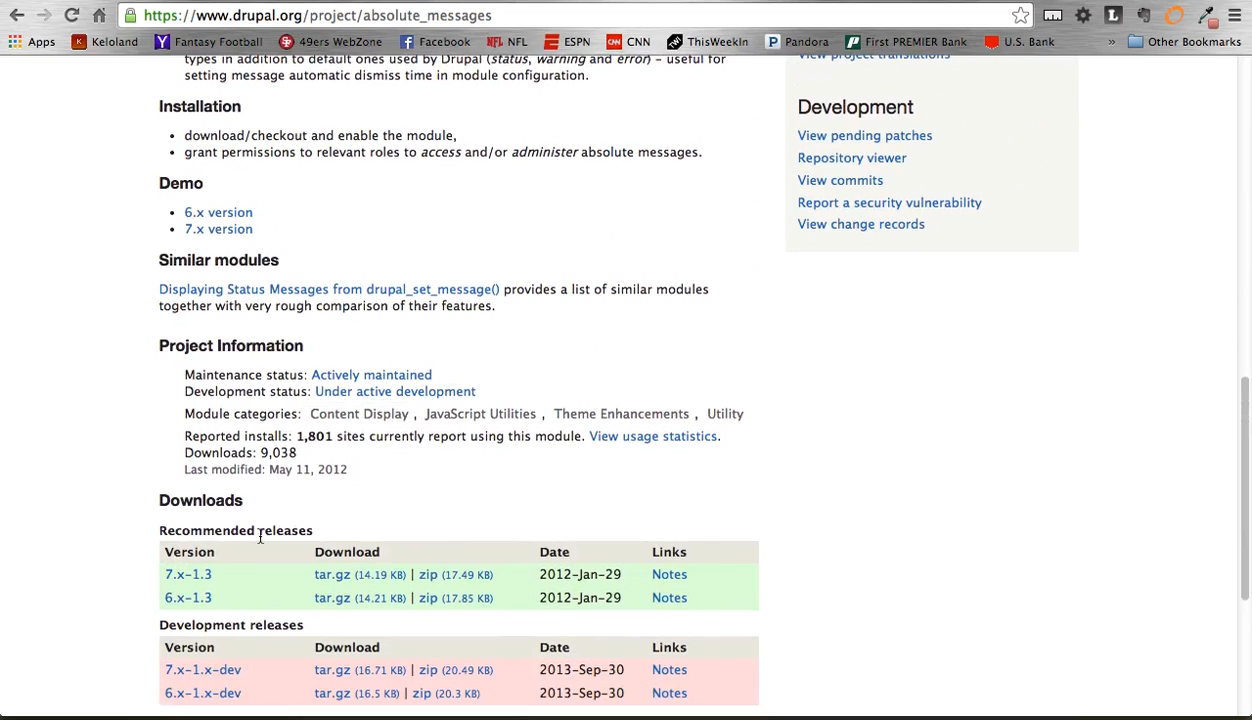 https://www.drupal.org/project/absolute_messages
Apps Keloland Fantasy Football 49ers WebZone Facebook NFL ESPN CNN ThisWeekIn Pandora First PREMIER Bank U.S. Bank » Other Bookmarks
types in addition to default ones used by Drupal (status, warning and error) – useful for
setting message automatic dismiss time in module configuration.
Installation
• download/checkout and enable the module,
• grant permissions to relevant roles to access and/or administer absolute messages.
Demo
• 6.x version
• 7.x version
Similar modules
Displaying Status Messages from drupal_set_message() provides a list of similar modules
together with very rough comparison of their features.
Project Information
Maintenance status: Actively maintained
Development status: Under active development
Module categories: Content Display , JavaScript Utilities , Theme Enhancements , Utility
Reported installs: 1,801 sites currently report using this module. View usage statistics.
Downloads: 9,038
Last modified: May 11, 2012
Downloads
Recommended releases
Version Download Date Links
7.x-1.3 tar.gz (14.19 KB) | zip (17.49 KB) 2012-Jan-29 Notes
6.x-1.3 tar.gz (14.21 KB) | zip (17.85 KB) 2012-Jan-29 Notes
Development releases
Version Download Date Links
7.x-1.x-dev tar.gz (16.71 KB) | zip (20.49 KB) 2013-Sep-30 Notes
6.x-1.x-dev tar.gz (16.5 KB) | zip (20.3 KB) 2013-Sep-30 Notes
View project translations
Development
View pending patches
Repository viewer
View commits
Report a security vulnerability
View change records